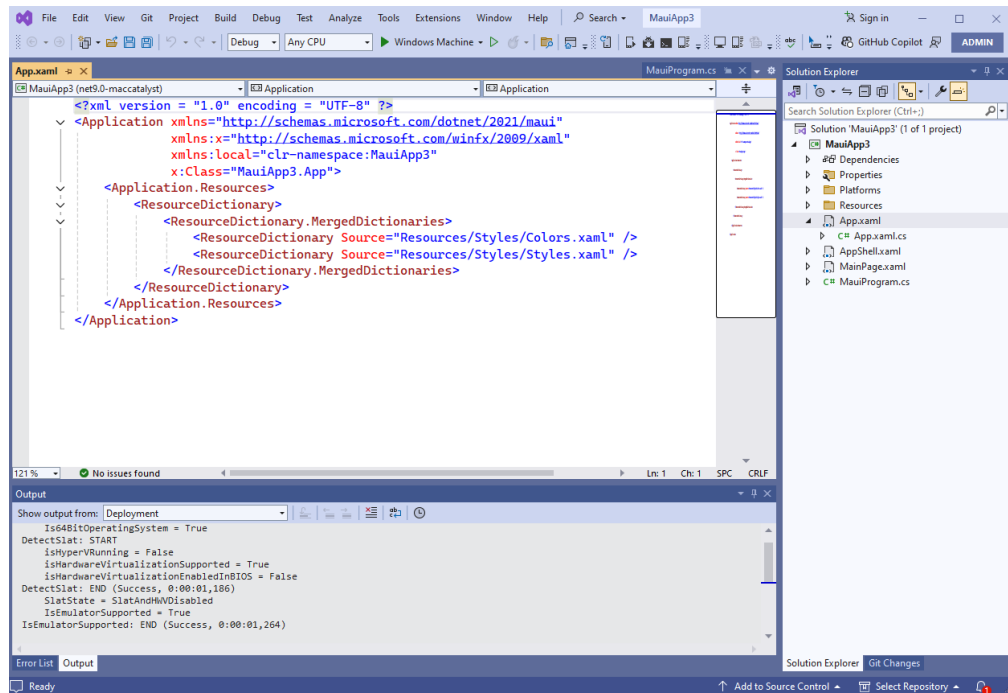 File Edit View Git Project Build Debug Test Analyze Tools Extensions Window Help Search MauiApp3 Sign in
Debug Any CPU Windows Machine GitHub Copilot ADMIN
App.xaml MauiProgram.cs
MauiApp3 (net9.0-maccatalyst) Application Application
<?xml version = "1.0" encoding = "UTF-8" ?>
<Application xmlns="http://schemas.microsoft.com/dotnet/2021/maui"
xmlns:x="http://schemas.microsoft.com/winfx/2009/xaml"
xmlns:local="clr-namespace:MauiApp3"
x:Class="MauiApp3.App">
<Application.Resources>
<ResourceDictionary>
<ResourceDictionary.MergedDictionaries>
<ResourceDictionary Source="Resources/Styles/Colors.xaml" />
<ResourceDictionary Source="Resources/Styles/Styles.xaml" />
</ResourceDictionary.MergedDictionaries>
</ResourceDictionary>
</Application.Resources>
</Application>
121 % No issues found Ln: 1 Ch: 1 SPC CRLF
Output
Show output from: Deployment
Is64BitOperatingSystem = True
DetectSlat: START
isHyperVRunning = False
isHardwareVirtualizationSupported = True
isHardwareVirtualizationEnabledInBIOS = False
DetectSlat: END (Success, 0:00:01,186)
SlatState = SlatAndHWVDisabled
IsEmulatorSupported = True
IsEmulatorSupported: END (Success, 0:00:01,264)
Error List Output
Solution Explorer
Search Solution Explorer (Ctrl+;)
Solution 'MauiApp3' (1 of 1 project)
C# MauiApp3
Dependencies
Properties
Platforms
Resources
App.xaml
C# App.xaml.cs
AppShell.xaml
MainPage.xaml
C# MauiProgram.cs
Solution Explorer Git Changes
Ready Add to Source Control Select Repository 1